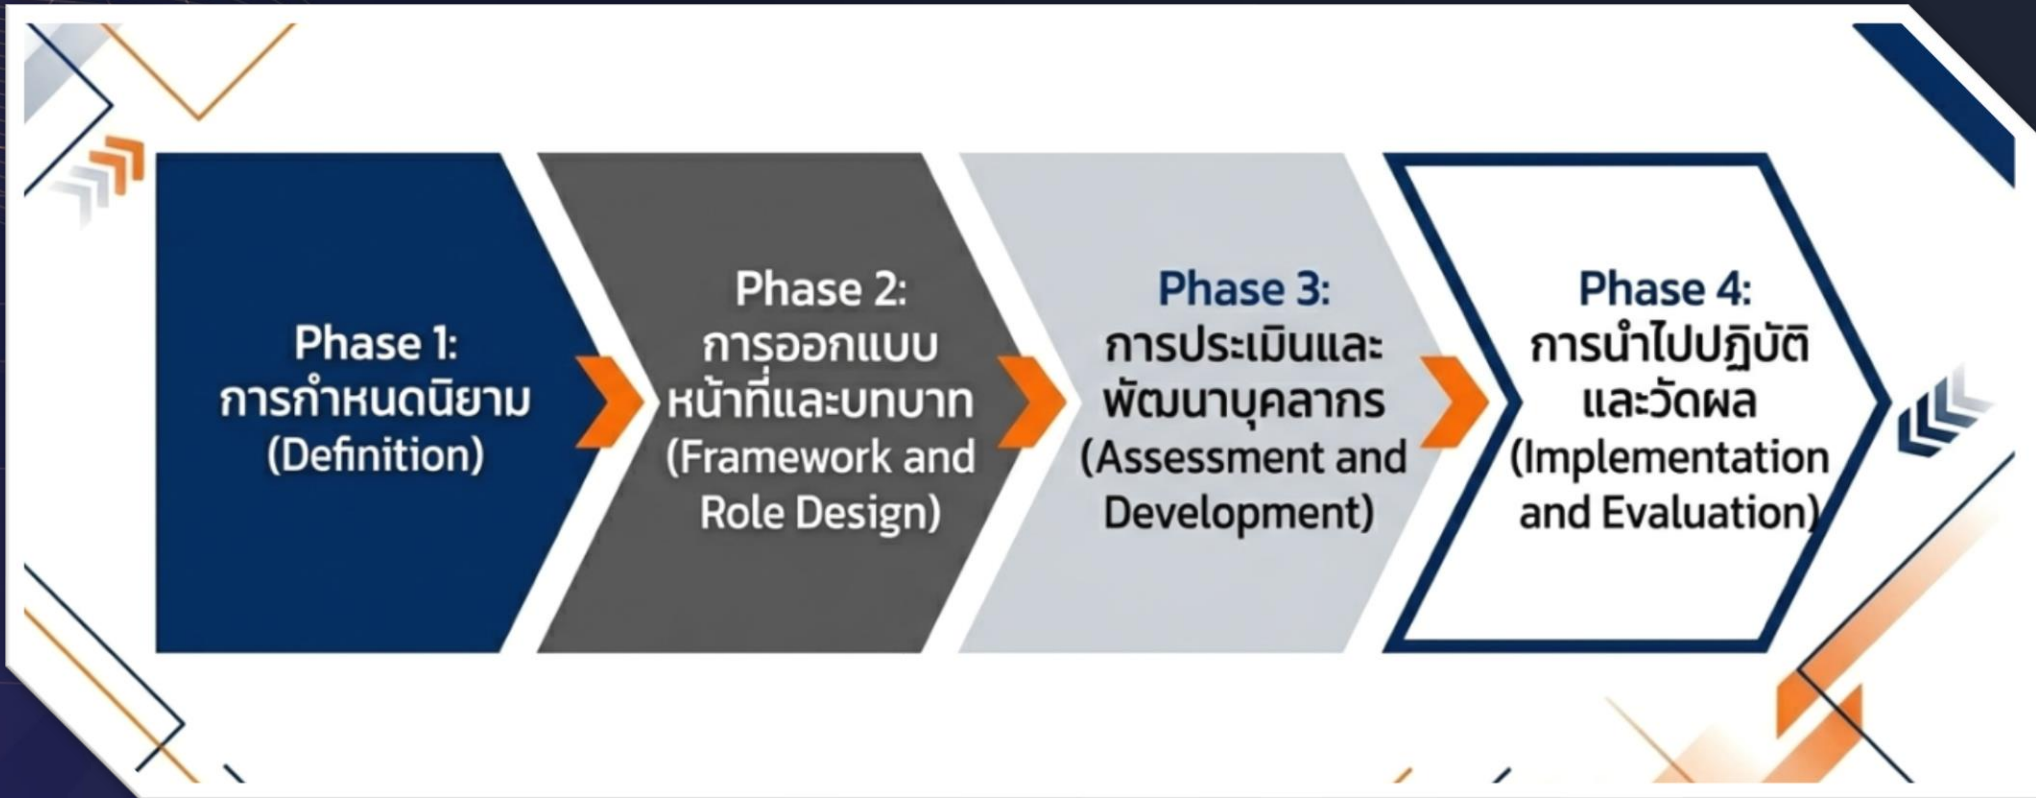 Phase 1:
การกำหนดนิยาม
(Definition)
Phase 2:
การออกแบบ
หน้าที่และบทบาท
(Framework and
Role Design)
Phase 3:
การประเมินและ
พัฒนาบุคลากร
(Assessment and
Development)
Phase 4:
การนำไปปฏิบัติ
และวัดผล
(Implementation
and Evaluation)